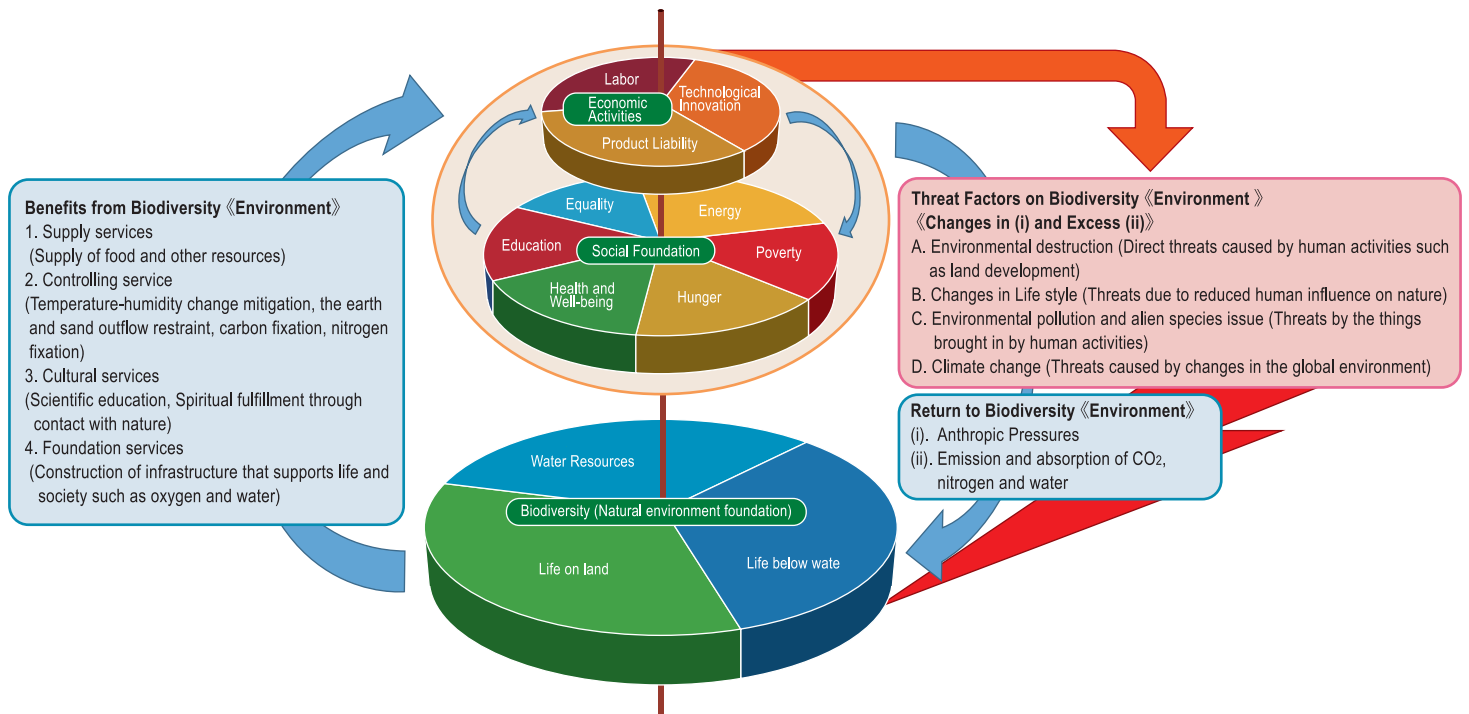 Labor
Technological
Innovation
Economic
Activities
Product Liability
Equality
Energy
Education
Social Foundation
Poverty
Health and
Well-being
Hunger
Benefits from Biodiversity《Environment》
1. Supply services
(Supply of food and other resources)
2. Controlling service
(Temperature-humidity change mitigation, the earth
and sand outflow restraint, carbon fixation, nitrogen
fixation)
3. Cultural services
(Scientific education, Spiritual fulfillment through
contact with nature)
4. Foundation services
(Construction of infrastructure that supports life and
society such as oxygen and water)
Threat Factors on Biodiversity《Environment 》
《Changes in (i) and Excess (ii)》
A. Environmental destruction (Direct threats caused by human activities such
as land development)
B. Changes in Life style (Threats due to reduced human influence on nature)
C. Environmental pollution and alien species issue (Threats by the things
brought in by human activities)
D. Climate change (Threats caused by changes in the global environment)
Return to Biodiversity《Environment》
(i). Anthropic Pressures
(ii). Emission and absorption of CO₂,
nitrogen and water
Water Resources
Biodiversity (Natural environment foundation)
Life on land
Life below wate